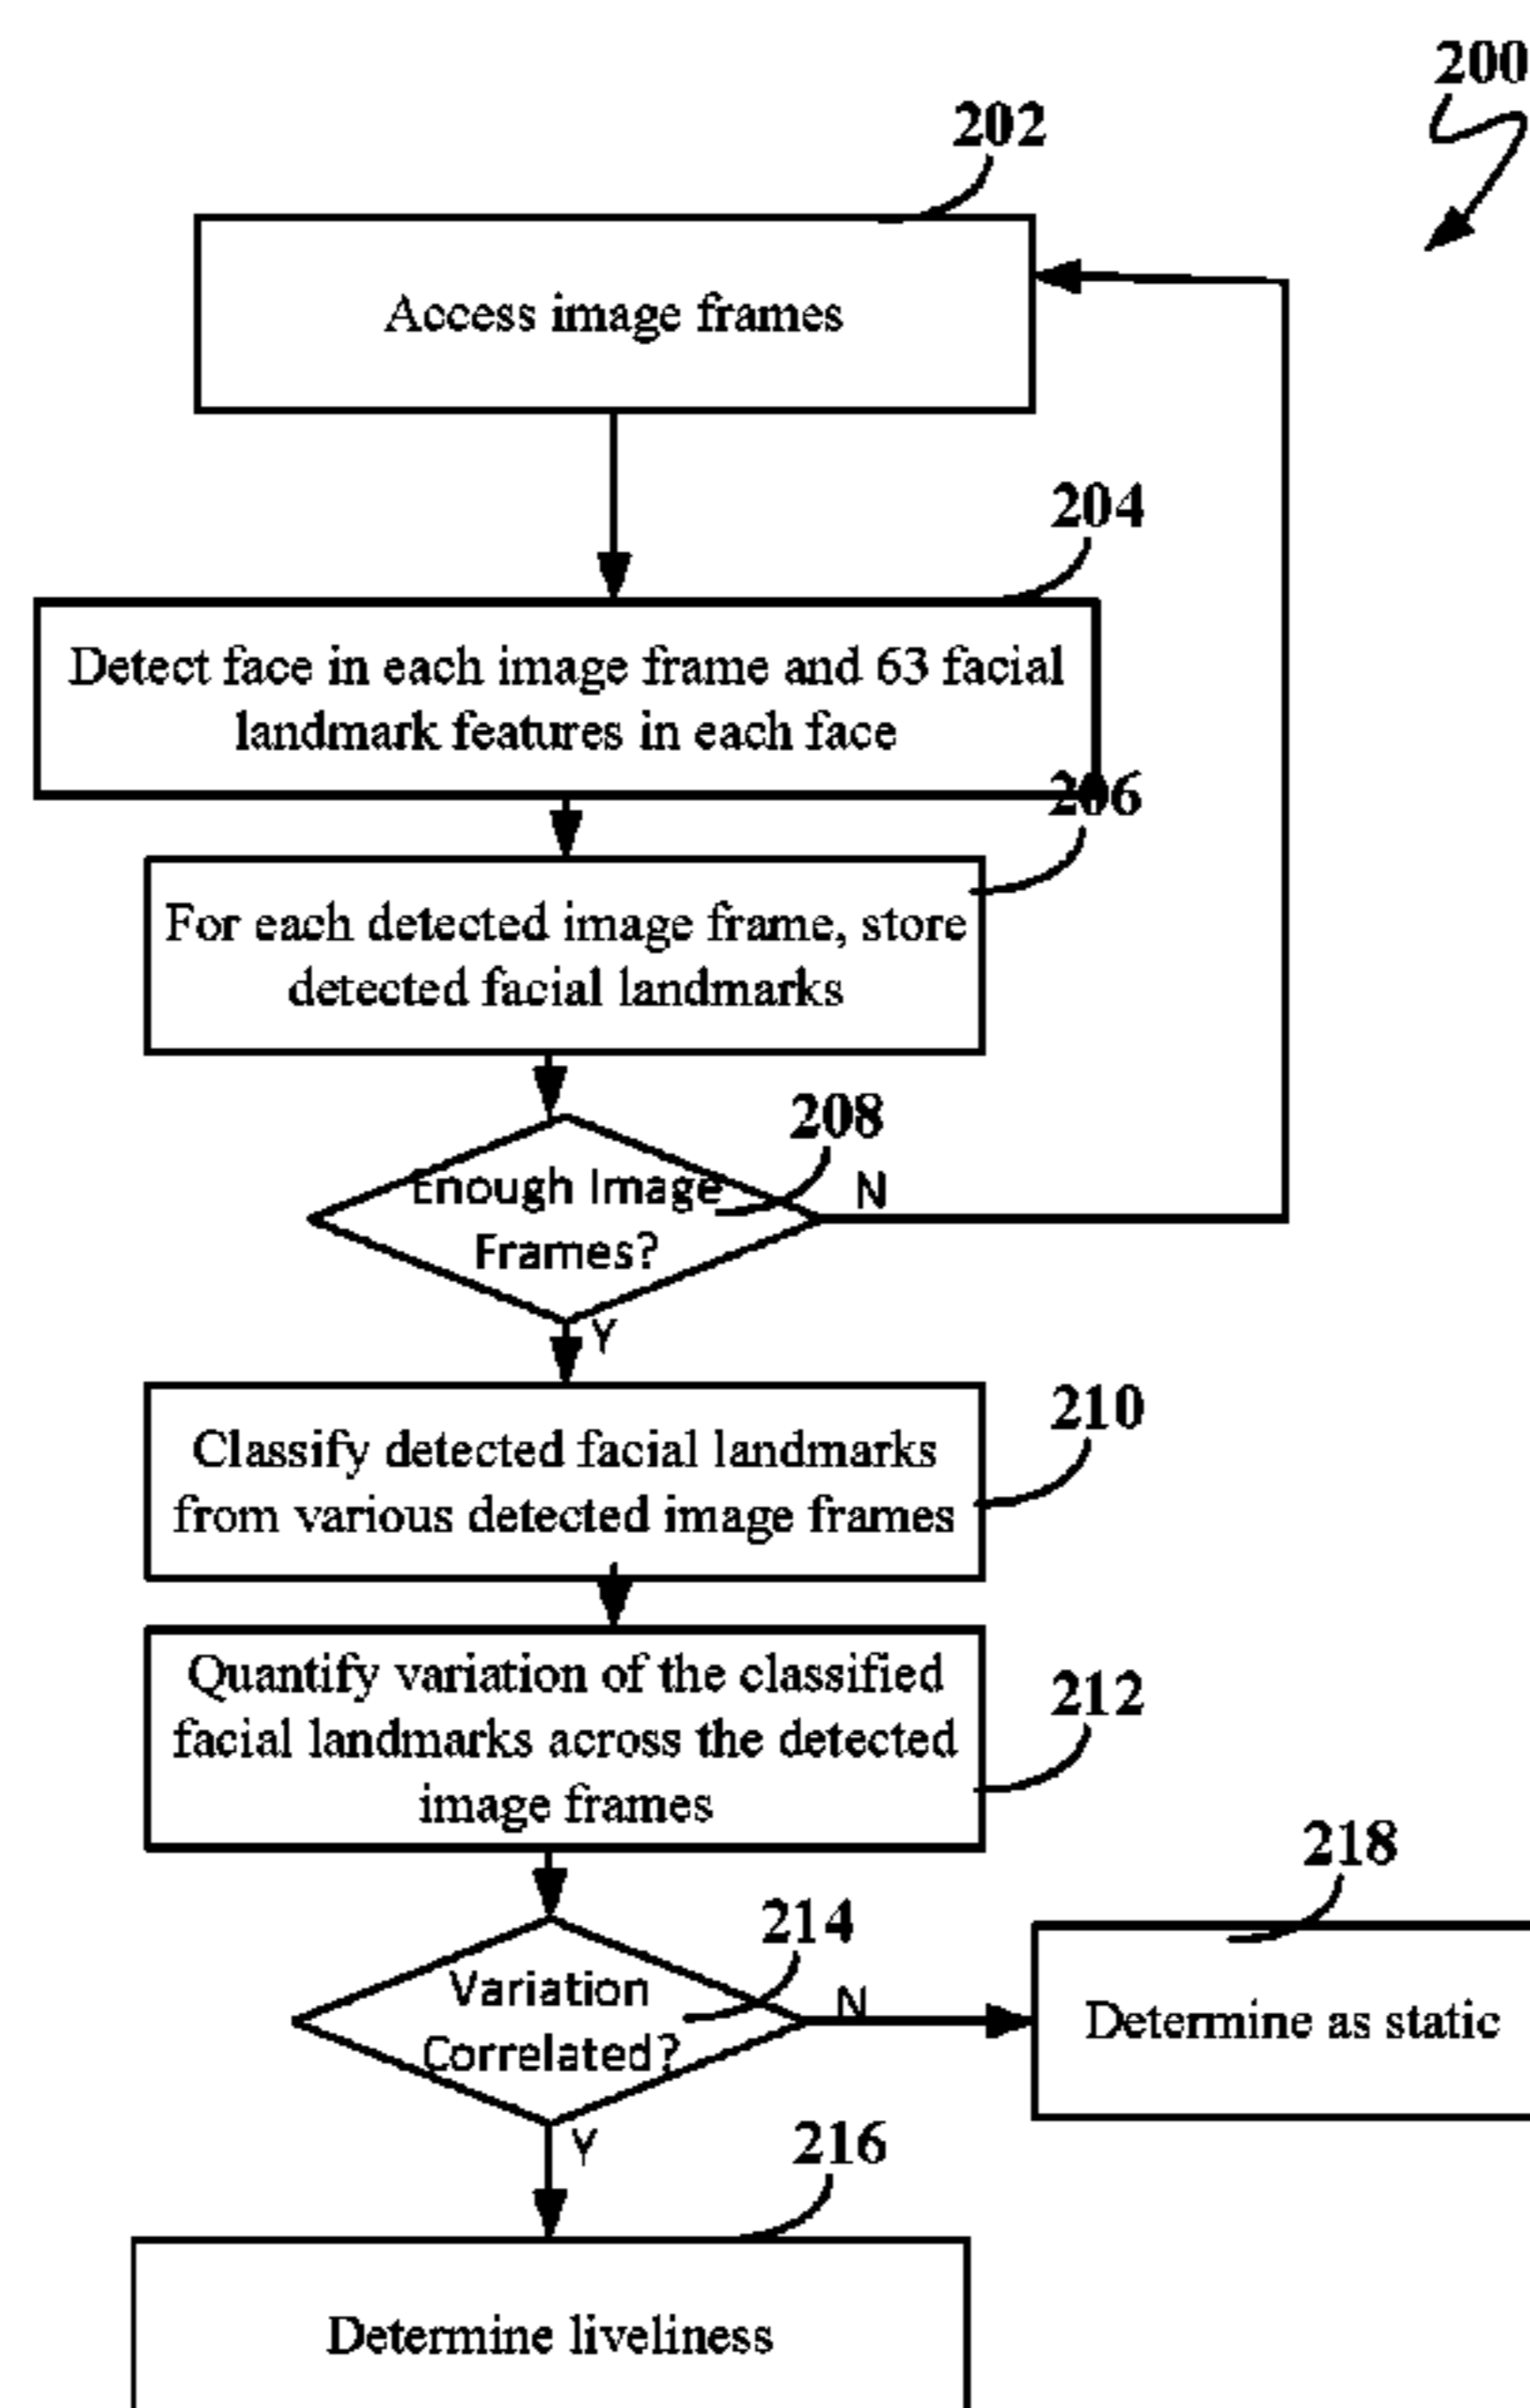 200
202
Access image frames
204
Detect face in each image frame and 63 facial
landmark features in each face
206
For each detected image frame, store
detected facial landmarks
208
Enough Image
Frames?
N
Y
210
Classify detected facial landmarks
from various detected image frames
212
Quantify variation of the classified
facial landmarks across the detected
image frames
214
Variation
Correlated?
N
218
Determine as static
Y
216
Determine liveliness